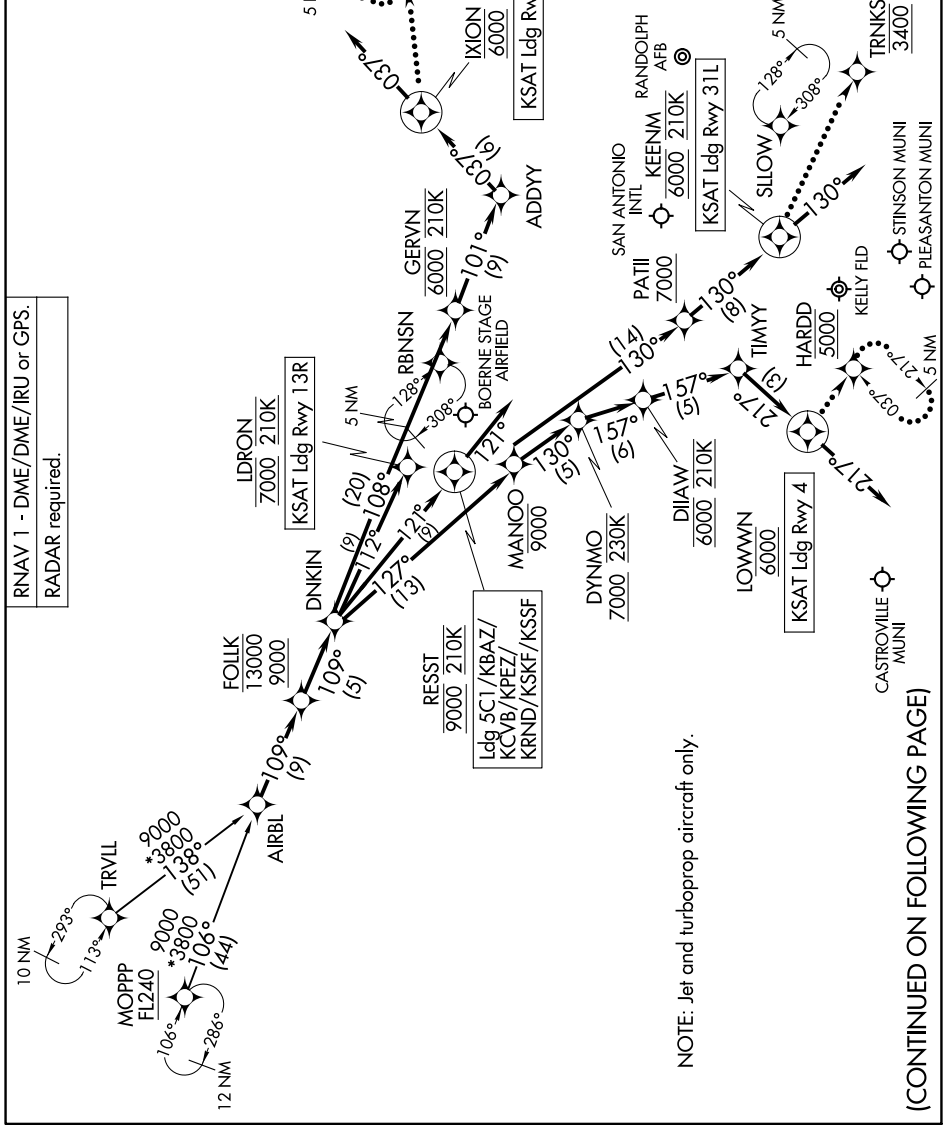 RNAV 1 - DME/DME/IRU or GPS.
RADAR required.
10 NM
293°
113°
TRVLL
9000
*3800
138°
(51)
MOPPP
FL240
106°
286°
12 NM
9000
*3800
106°
(44)
AIRBL
109°
(9)
FOLLK
13000
9000
109°
(5)
DNKIN
108°
(20)
112°
(9)
121°
(9)
127°
(13)
LDRON
7000 210K
KSAT Ldg Rwy 13R
5 NM
128°
308°
RBNSN
BOERNE STAGE
AIRFIELD
GERVN
6000 210K
101°
(9)
ADDYY
037°
(6)
IXION
6000
KSAT Ldg Rw
037°
5
RESST
9000 210K
Ldg 5C1/KBAZ/
KCVB/KPEZ/
KRND/KSKF/KSSF
121°
MANOO
9000
130°
(14)
130°
(5)
DYNMO
7000 230K
157°
(6)
DIIAW
6000 210K
157°
(5)
TIMYY
217°
(3)
LOWWN
6000
KSAT Ldg Rwy 4
217°
HARDD
5000
037°
217°
5 NM
KELLY FLD
PATII
7000
130°
(8)
SAN ANTONIO
INTL
KEENM
6000 210K
KSAT Ldg Rwy 31L
RANDOLPH
AFB
130°
SLLOW
128°
308°
5 NM
TRNKS
3400
STINSON MUNI
PLEASANTON MUNI
CASTROVILLE
MUNI
NOTE: Jet and turboprop aircraft only.
(CONTINUED ON FOLLOWING PAGE)